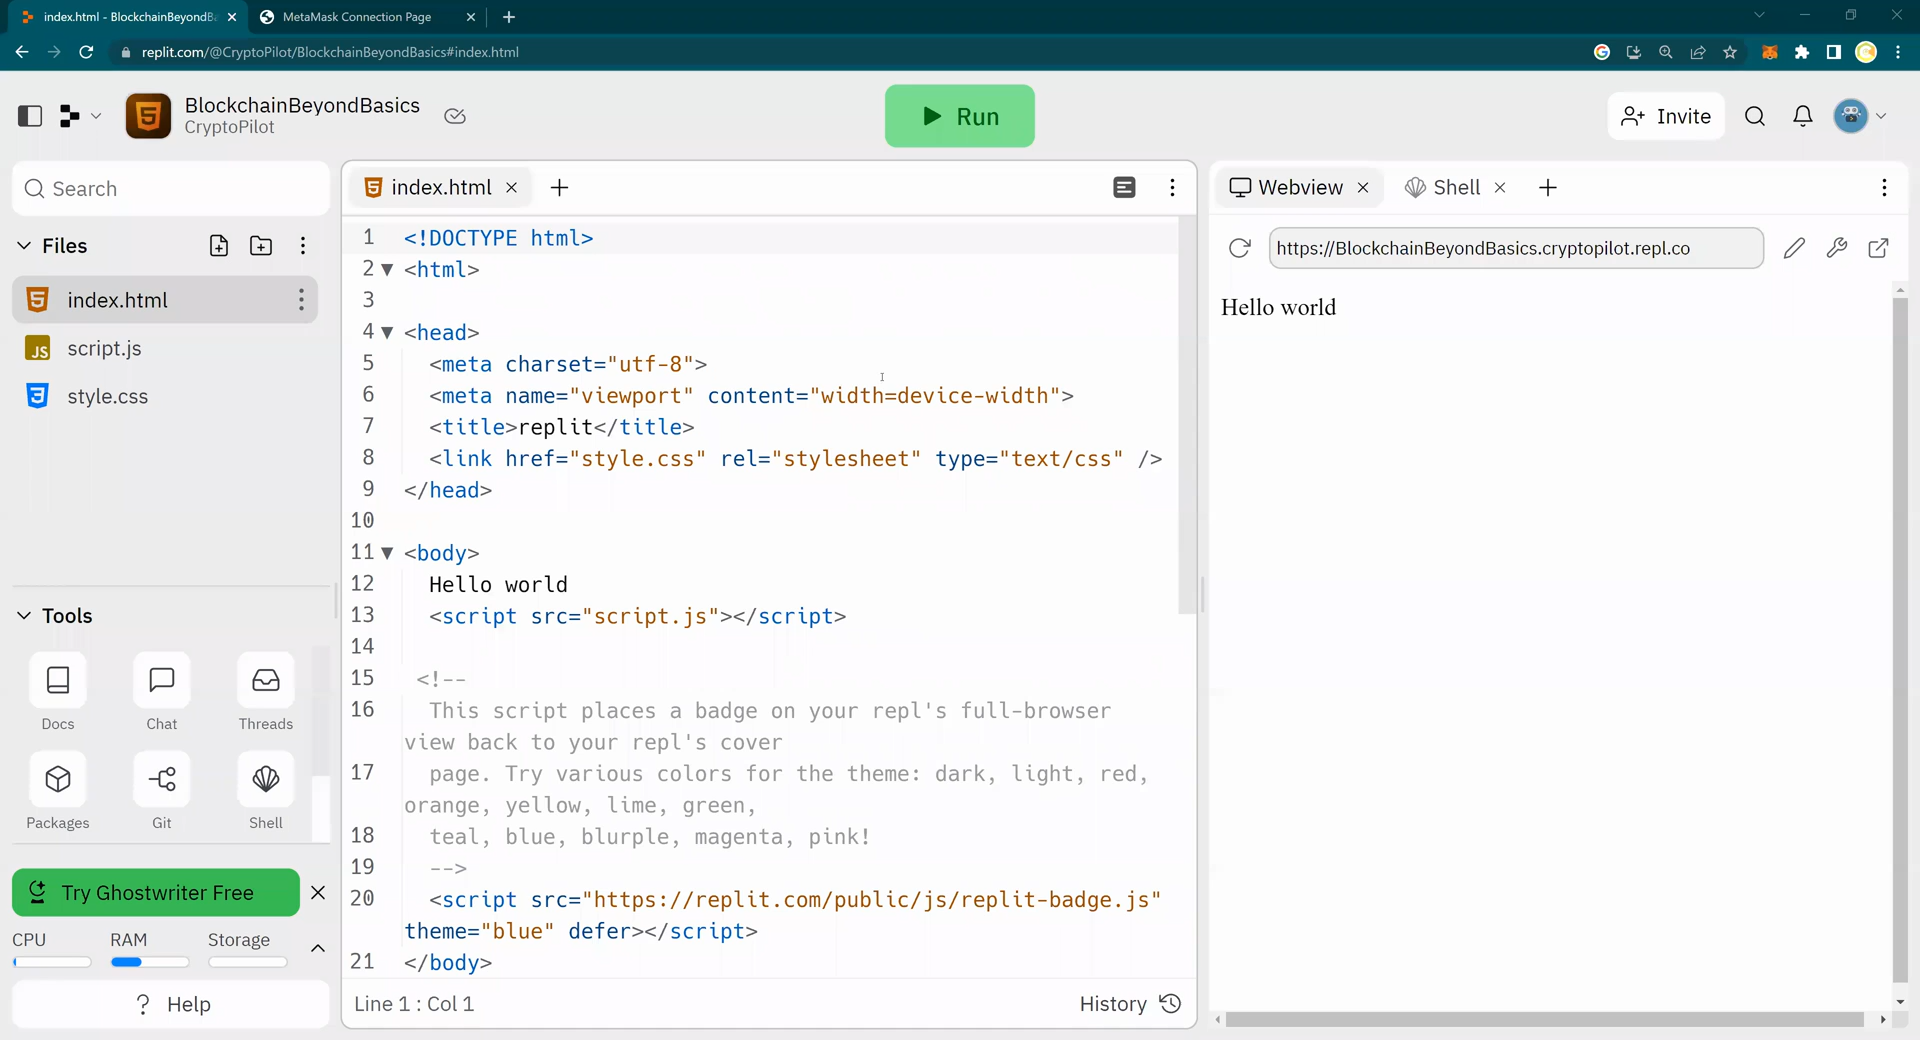 index.html - BlockchainBeyondBa
MetaMask Connection Page
replit.com/@CryptoPilot/BlockchainBeyondBasics#index.html
BlockchainBeyondBasics
CryptoPilot
Run
Invite
Search
index.html
Webview
Shell
Files
https://BlockchainBeyondBasics.cryptopilot.repl.co
index.html
script.js
style.css
Hello world
1 <!DOCTYPE html>
2 <html>
3
4 <head>
5 <meta charset="utf-8">
6 <meta name="viewport" content="width=device-width">
7 <title>replit</title>
8 <link href="style.css" rel="stylesheet" type="text/css" />
9 </head>
10
11 <body>
12 Hello world
13 <script src="script.js"></script>
14
15 <!--
16 This script places a badge on your repl's full-browser
view back to your repl's cover
17 page. Try various colors for the theme: dark, light, red,
orange, yellow, lime, green,
18 teal, blue, blurple, magenta, pink!
19 -->
20 <script src="https://replit.com/public/js/replit-badge.js"
theme="blue" defer></script>
21 </body>
Tools
Docs
Chat
Threads
Packages
Git
Shell
Try Ghostwriter Free
CPU
RAM
Storage
Help
Line 1 : Col 1
History